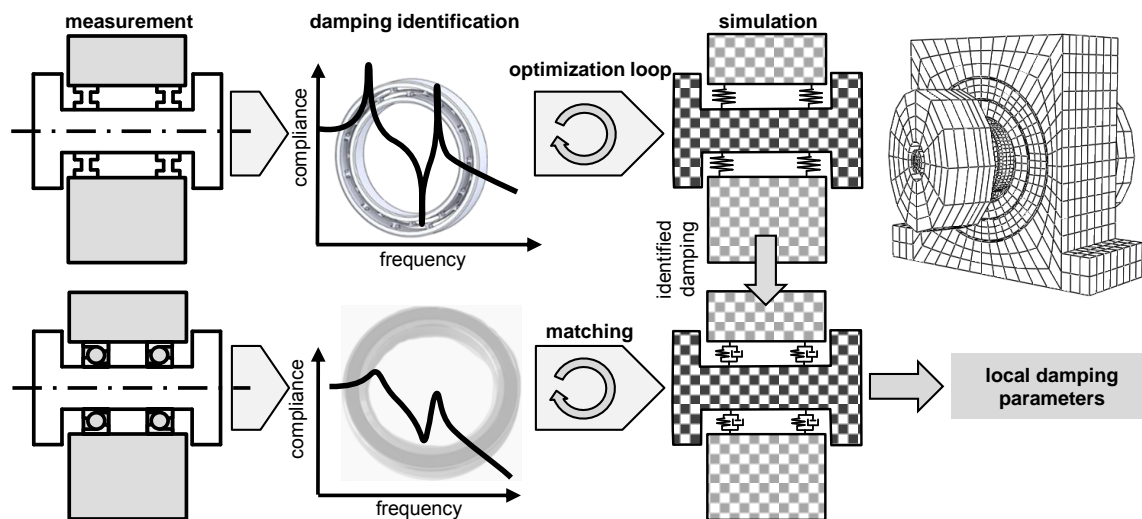 measurement
damping identification
simulation
optimization loop
compliance
frequency
identified
damping
matching
compliance
frequency
local damping
parameters